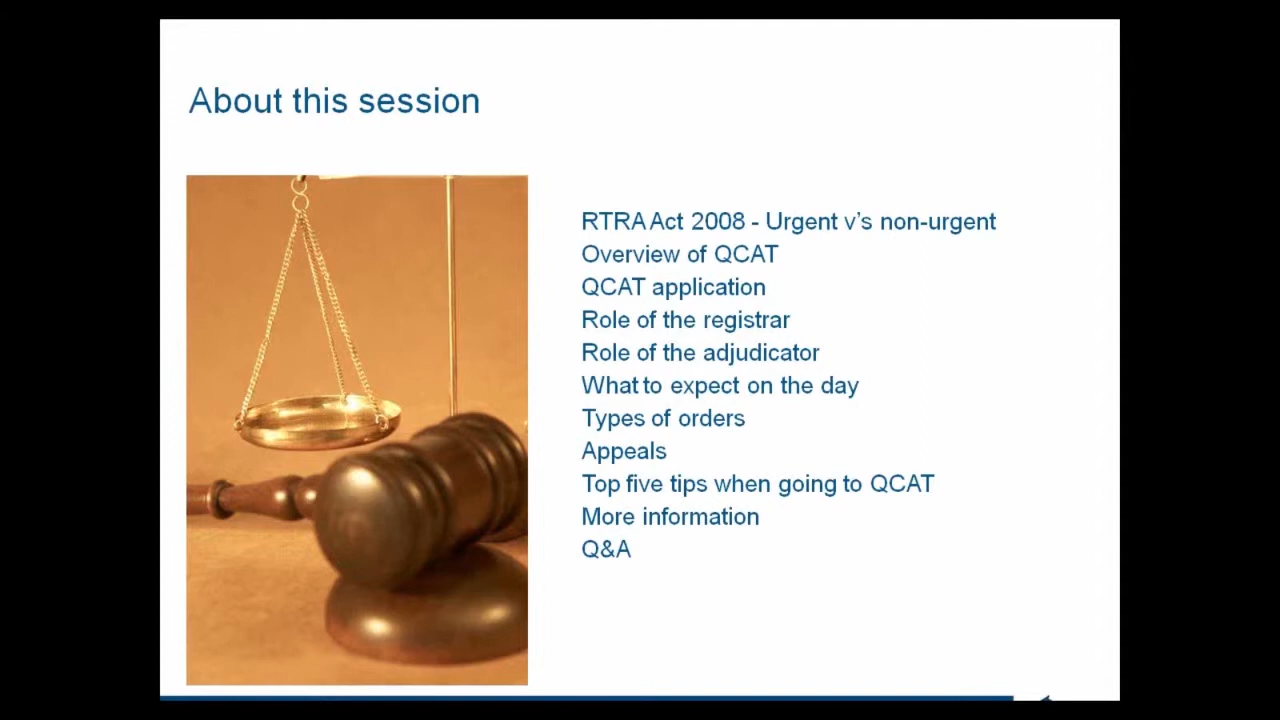 About this session
RTRA Act 2008 - Urgent v's non-urgent
Overview of QCAT
QCAT application
Role of the registrar
Role of the adjudicator
What to expect on the day
Types of orders
Appeals
Top five tips when going to QCAT
More information
Q&A